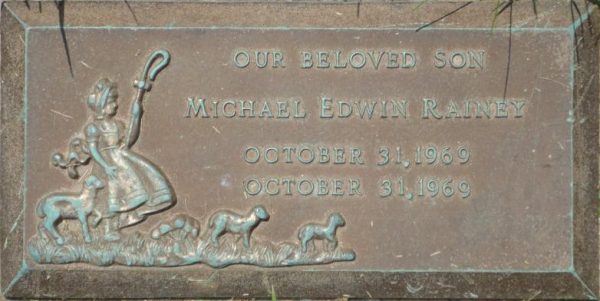 OUR BELOVED SON
MICHAEL EDWIN RAINEY
OCTOBER 31, 1969
OCTOBER 31, 1969